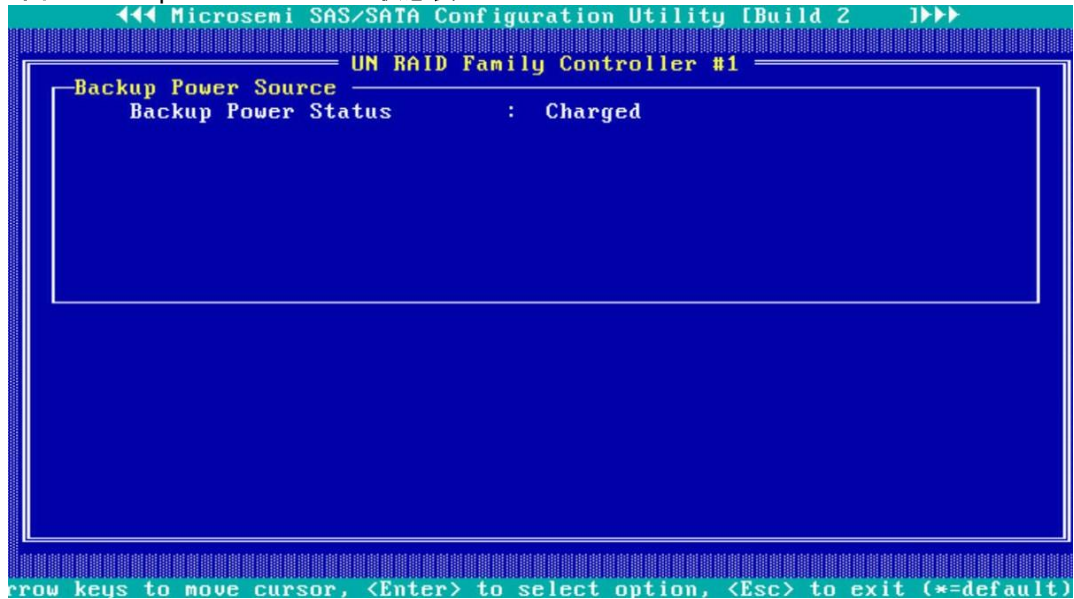 ◄◄◄ Microsemi SAS/SATA Configuration Utility [Build 2 ]►►►
UN RAID Family Controller #1
Backup Power Source
Backup Power Status : Charged
rrow keys to move cursor, <Enter> to select option, <Esc> to exit (*=default)